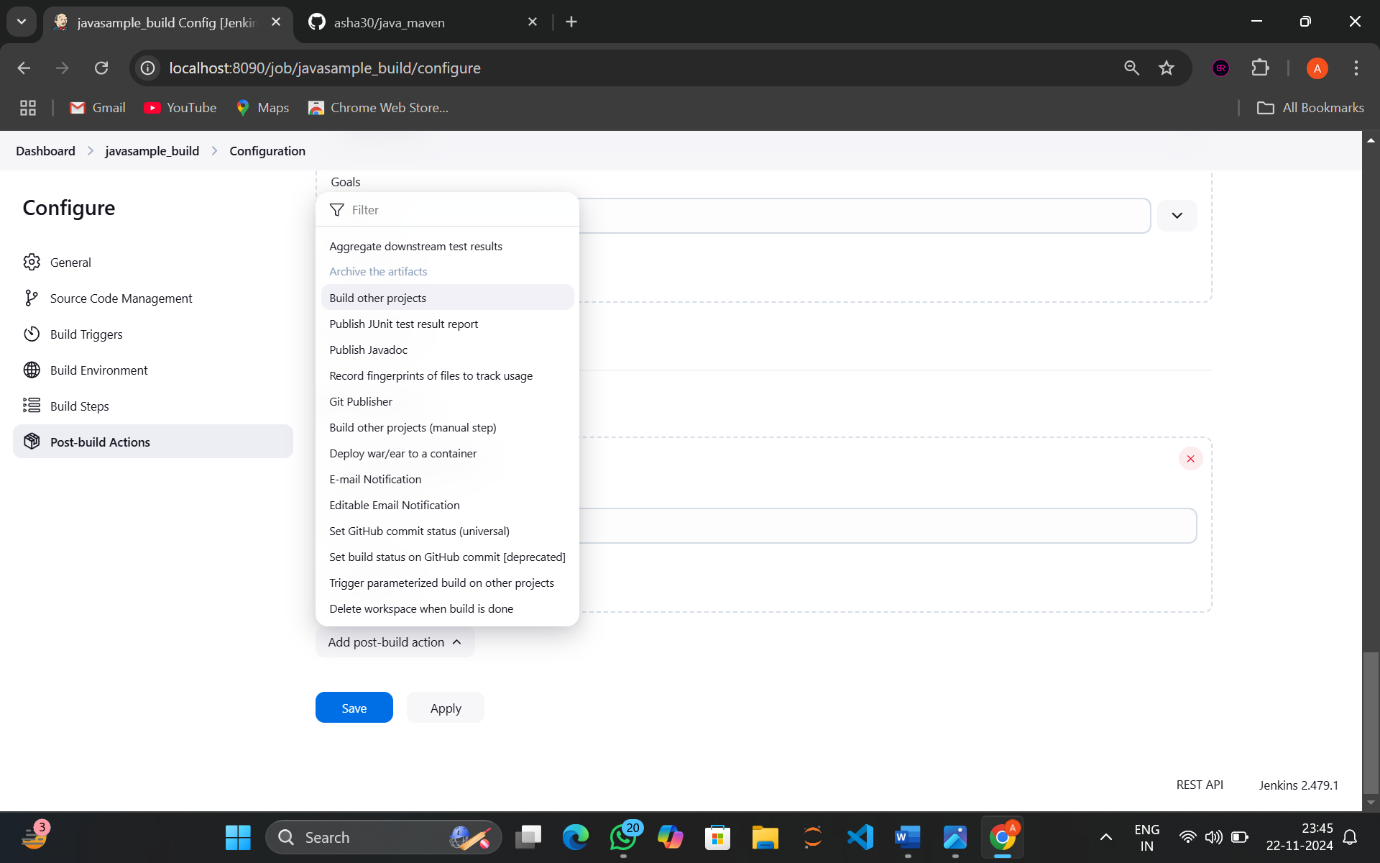 javasample_build Config [Jenkin
asha30/java_maven
localhost:8090/job/javasample_build/configure
A
Gmail
YouTube
Maps
Chrome Web Store...
All Bookmarks
Dashboard > javasample_build > Configuration
Configure
General
Source Code Management
Build Triggers
Build Environment
Build Steps
Post-build Actions
Goals
Filter
Aggregate downstream test results
Archive the artifacts
Build other projects
Publish JUnit test result report
Publish Javadoc
Record fingerprints of files to track usage
Git Publisher
Build other projects (manual step)
Deploy war/ear to a container
E-mail Notification
Editable Email Notification
Set GitHub commit status (universal)
Set build status on GitHub commit [deprecated]
Trigger parameterized build on other projects
Delete workspace when build is done
Add post-build action
Save
Apply
REST API
Jenkins 2.479.1
3
Search
20
A
ENG
IN
23:45
22-11-2024